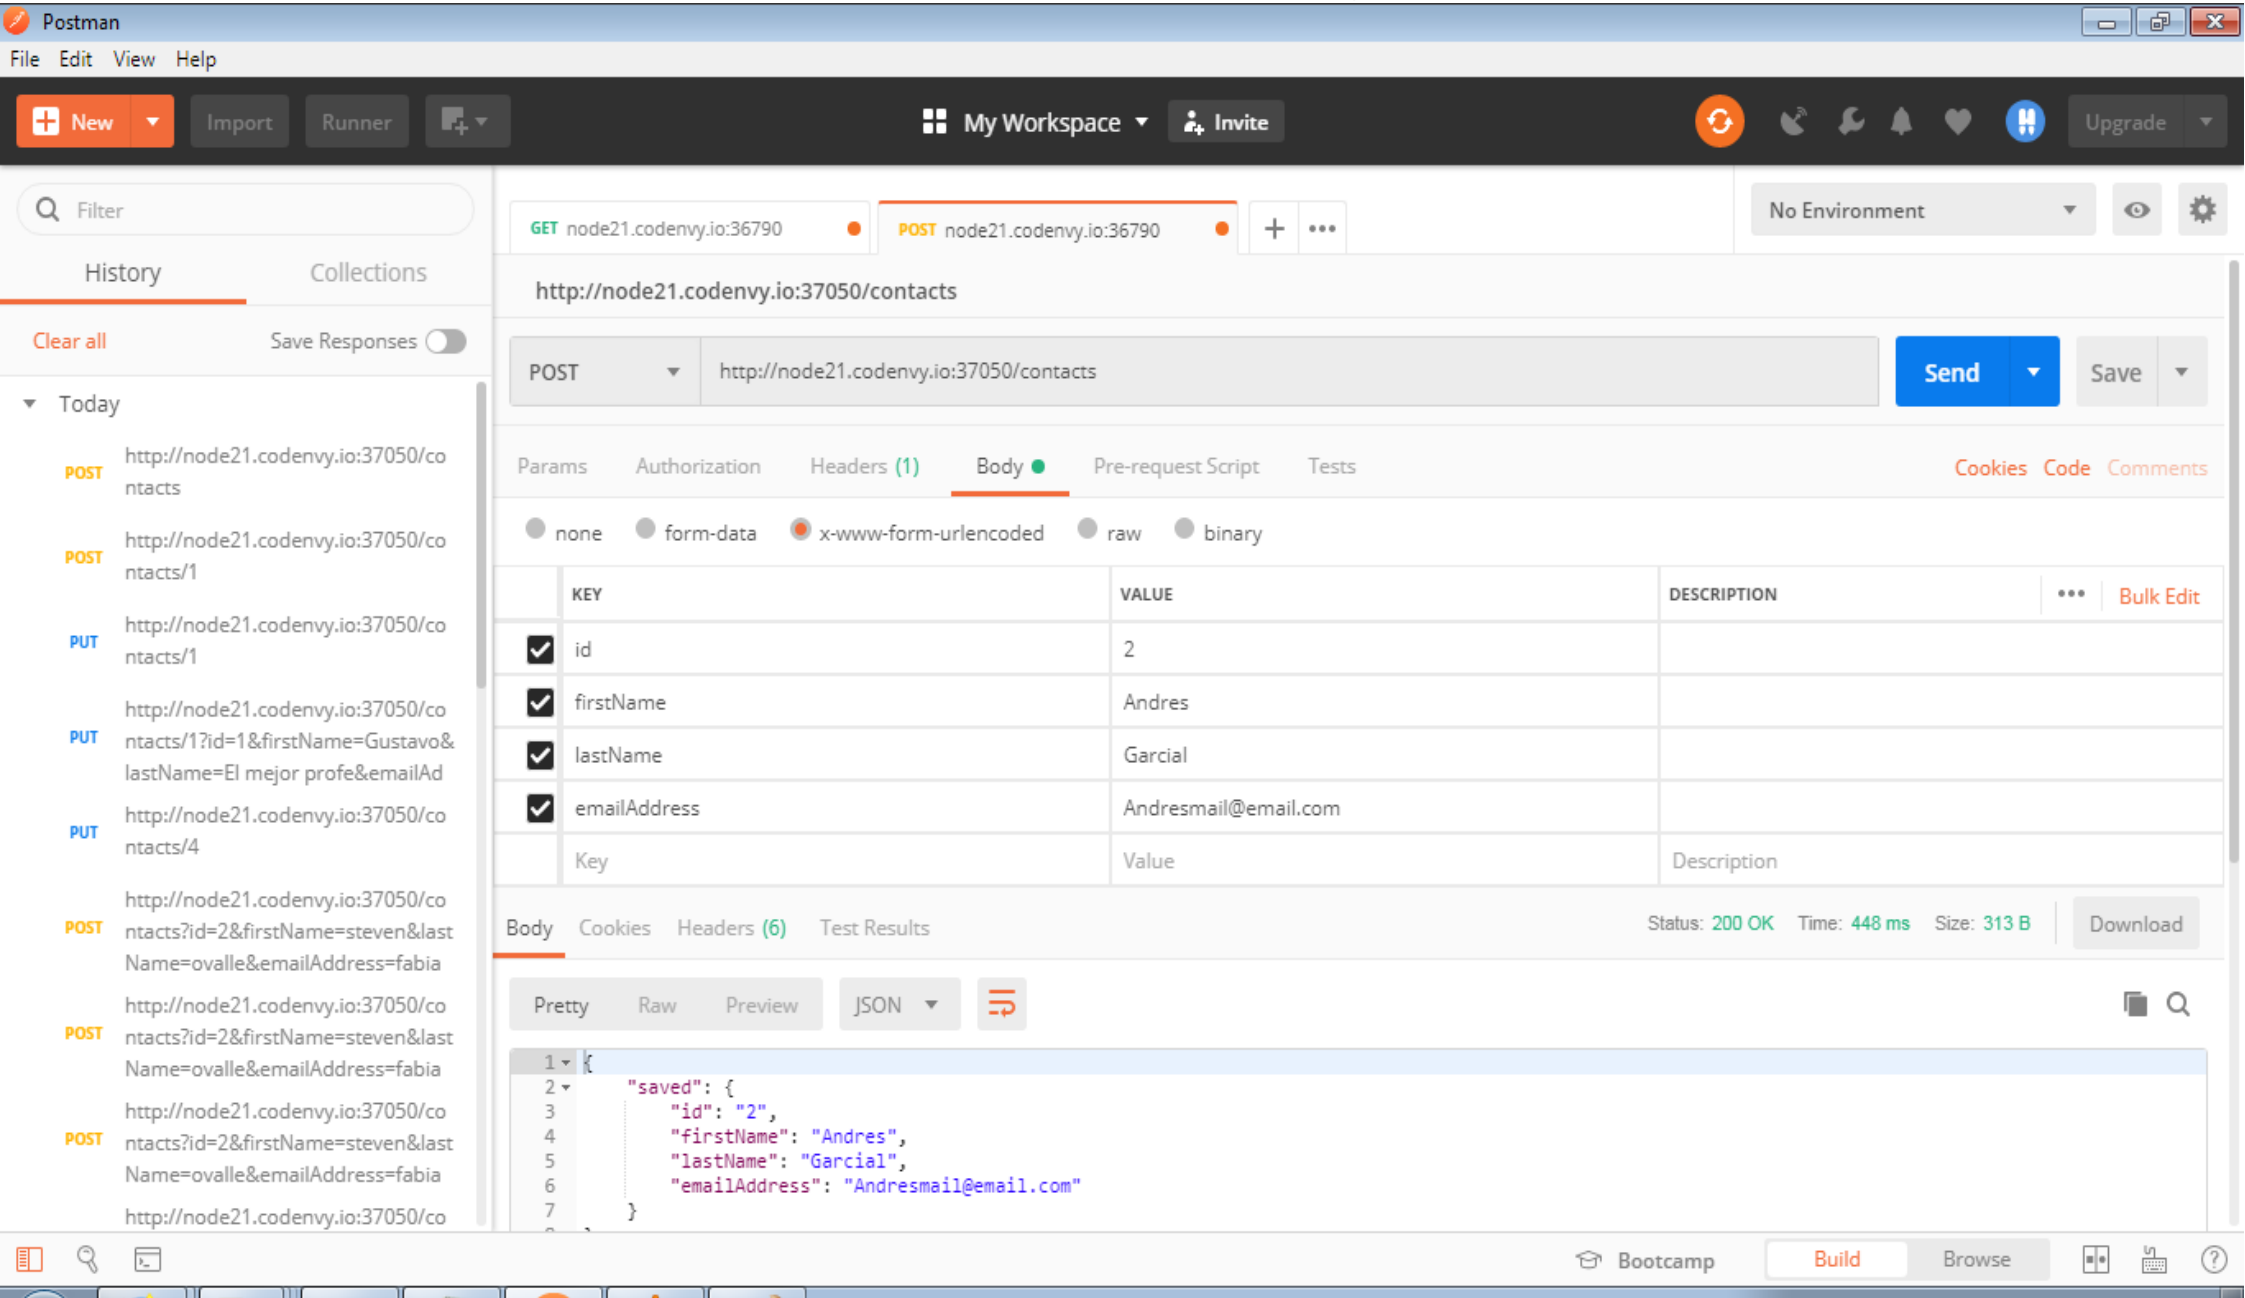 Postman
File Edit View Help
New Import Runner My Workspace Invite Upgrade
Filter
History Collections
Clear all Save Responses
Today
POST http://node21.codenvy.io:37050/co
ntacts
POST http://node21.codenvy.io:37050/co
ntacts/1
PUT http://node21.codenvy.io:37050/co
ntacts/1
PUT http://node21.codenvy.io:37050/co
ntacts/1?id=1&firstName=Gustavo&
lastName=El mejor profe&emailAd
PUT http://node21.codenvy.io:37050/co
ntacts/4
POST http://node21.codenvy.io:37050/co
ntacts?id=2&firstName=steven&last
Name=ovalle&emailAddress=fabia
POST http://node21.codenvy.io:37050/co
ntacts?id=2&firstName=steven&last
Name=ovalle&emailAddress=fabia
POST http://node21.codenvy.io:37050/co
ntacts?id=2&firstName=steven&last
Name=ovalle&emailAddress=fabia
http://node21.codenvy.io:37050/co
GET node21.codenvy.io:36790 POST node21.codenvy.io:36790 + ••• No Environment
http://node21.codenvy.io:37050/contacts
POST http://node21.codenvy.io:37050/contacts Send Save
Params Authorization Headers (1) Body Pre-request Script Tests Cookies Code Comments
none form-data x-www-form-urlencoded raw binary
KEY VALUE DESCRIPTION ••• Bulk Edit
id 2
firstName Andres
lastName Garcial
emailAddress Andresmail@email.com
Key Value Description
Body Cookies Headers (6) Test Results Status: 200 OK Time: 448 ms Size: 313 B Download
Pretty Raw Preview JSON
1 {
2 "saved": {
3 "id": "2",
4 "firstName": "Andres",
5 "lastName": "Garcial",
6 "emailAddress": "Andresmail@email.com"
7 }
Bootcamp Build Browse